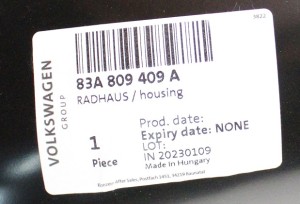 VOLKSWAGEN
GROUP
83A 809 409 A
RADHAUS / housing
1
Piece
Prod. date:
Expiry date: NONE
LOT:
IN 20230109
Made in Hungary